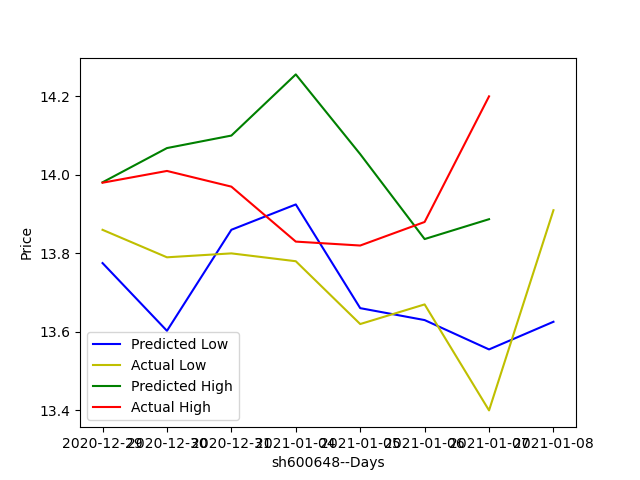 14.2
14.0
13.8
13.6
13.4
Price
Predicted Low
Actual Low
Predicted High
Actual High
2020-12-29
2020-12-30
2020-12-31
2021-01-04
2021-01-05
2021-01-06
2021-01-07
2021-01-08
sh600648--Days